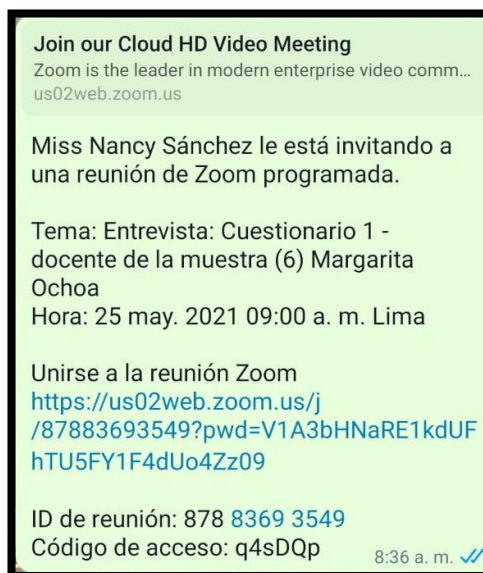 Join our Cloud HD Video Meeting
Zoom is the leader in modern enterprise video comm...
us02web.zoom.us
Miss Nancy Sánchez le está invitando a
una reunión de Zoom programada.
Tema: Entrevista: Cuestionario 1 -
docente de la muestra (6) Margarita
Ochoa
Hora: 25 may. 2021 09:00 a. m. Lima
Unirse a la reunión Zoom
https://us02web.zoom.us/j
/87883693549?pwd=V1A3bHNaRE1kdUF
hTU5FY1F4dUo4Zz09
ID de reunión: 878 8369 3549
Código de acceso: q4sDQp
8:36 a. m.